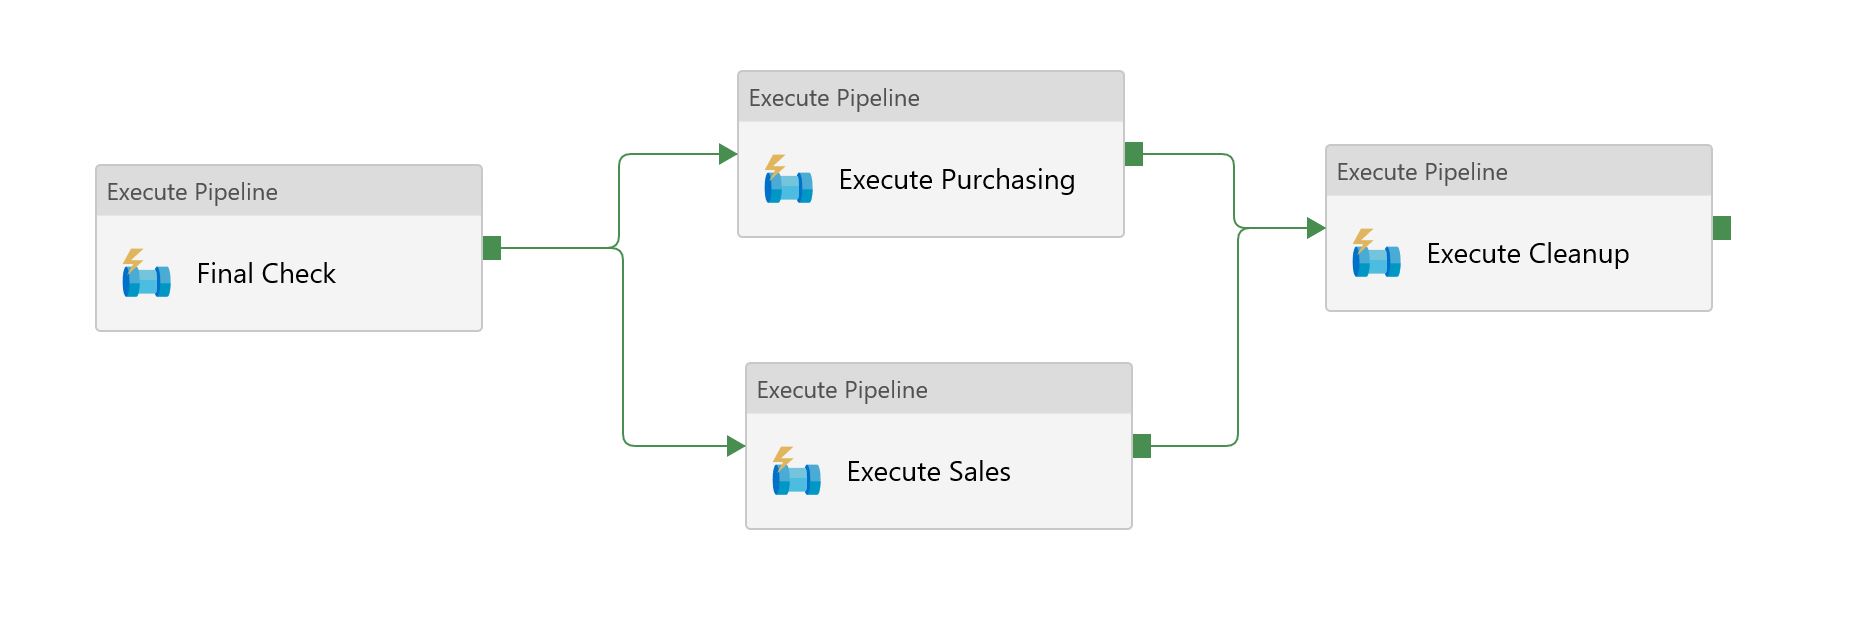 Execute Pipeline
Final Check
Execute Pipeline
Execute Purchasing
Execute Pipeline
Execute Sales
Execute Pipeline
Execute Cleanup